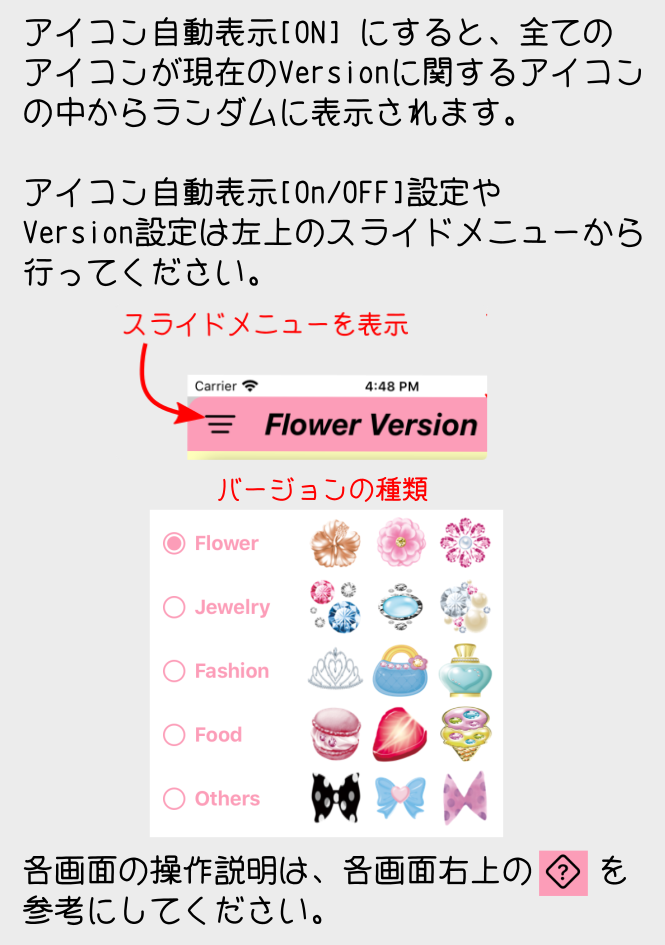 アイコン自動表示[ON] にすると、全ての
アイコンが現在のVersionに関するアイコン
の中からランダムに表示されます。
アイコン自動表示[On/OFF]設定や
Version設定は左上のスライドメニューから
行ってください。
スライドメニューを表示
Carrier 4:48 PM
Flower Version
バージョンの種類
Flower
Jewelry
Fashion
Food
Others
各画面の操作説明は、各画面右上の ? を
参考にしてください。